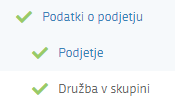 Podatki o podjetju
Podjetje
Družba v skupini